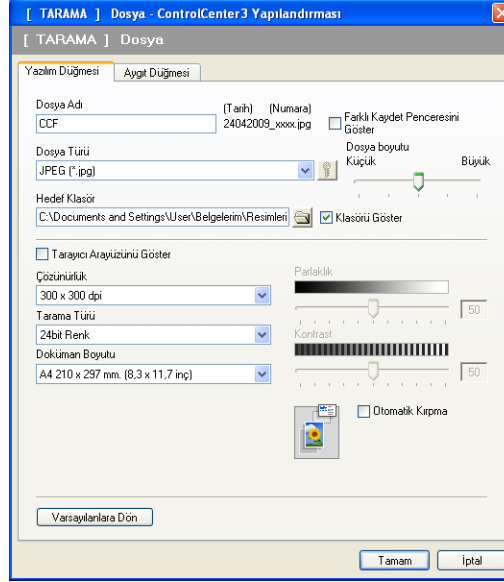 [ TARAMA ] Dosya - ControlCenter3 Yapılandırması
[ TARAMA ] Dosya
Yazılım Düğmesi
Aygıt Düğmesi
Dosya Adı
(Tarih) (Numara)
CCF
24042009_xxxx.jpg
Farklı Kaydet Penceresini
Göster
Dosya Türü
Dosya boyutu
Küçük
Büyük
JPEG (*.jpg)
Hedef Klasör
C:\Documents and Settings\User\Belgelerim\Resimleri
Klasörü Göster
Tarayıcı Arayüzünü Göster
Çözünürlük
Parlaklık
300 x 300 dpi
50
Tarama Türü
24bit Renk
Kontrast
Doküman Boyutu
A4 210 x 297 mm. (8,3 x 11,7 inç)
50
Otomatik Kırpma
Varsayılanlara Dön
Tamam
İptal